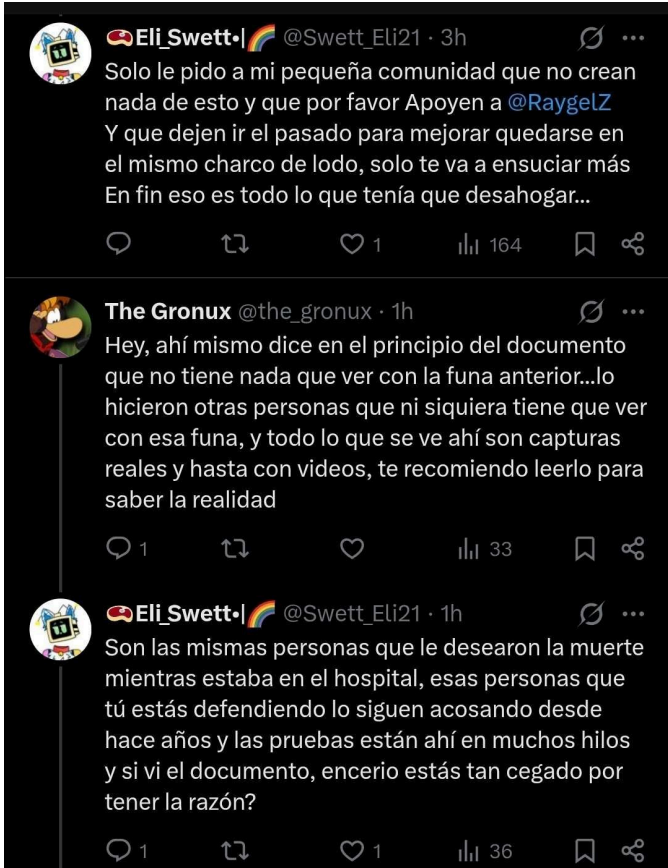 Eli_Swett•| @Swett_Eli21 · 3h
Solo le pido a mi pequeña comunidad que no crean
nada de esto y que por favor Apoyen a @RaygelZ
Y que dejen ir el pasado para mejorar quedarse en
el mismo charco de lodo, solo te va a ensuciar más
En fin eso es todo lo que tenía que desahogar...
1 164
The Gronux @the_gronux · 1h
Hey, ahí mismo dice en el principio del documento
que no tiene nada que ver con la funa anterior...lo
hicieron otras personas que ni siquiera tiene que ver
con esa funa, y todo lo que se ve ahí son capturas
reales y hasta con videos, te recomiendo leerlo para
saber la realidad
1 33
Eli_Swett•| @Swett_Eli21 · 1h
Son las mismas personas que le desearon la muerte
mientras estaba en el hospital, esas personas que
tú estás defendiendo lo siguen acosando desde
hace años y las pruebas están ahí en muchos hilos
y si vi el documento, encerio estás tan cegado por
tener la razón?
1 1 36